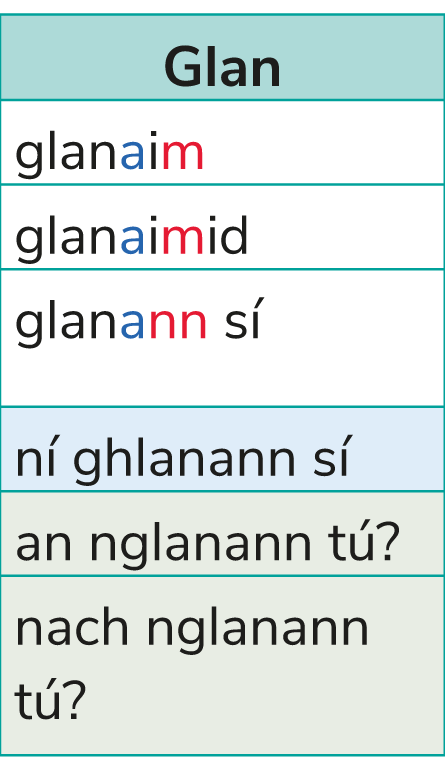 Glan
glanaim
glanaimid
glanann sí
ní ghlanann sí
an nglanann tú?
nach nglanann
tú?